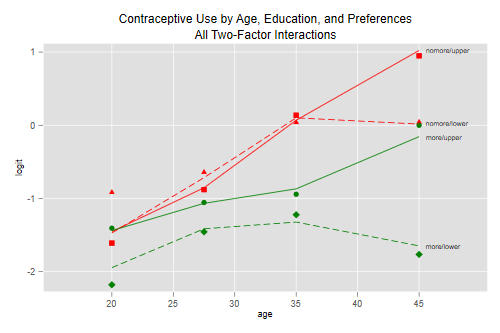 Contraceptive Use by Age, Education, and Preferences
All Two-Factor Interactions
1
0
-1
-2
logit
nomore/upper
nomore/lower
more/upper
more/lower
20
25
30
35
40
45
age